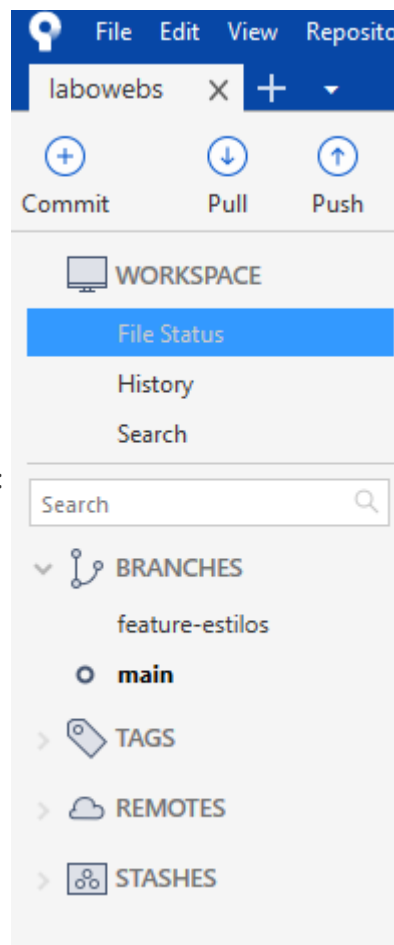 File Edit View Reposito
labowebs
Commit Pull Push
WORKSPACE
File Status
History
Search
:
Search
BRANCHES
feature-estilos
main
TAGS
REMOTES
STASHES